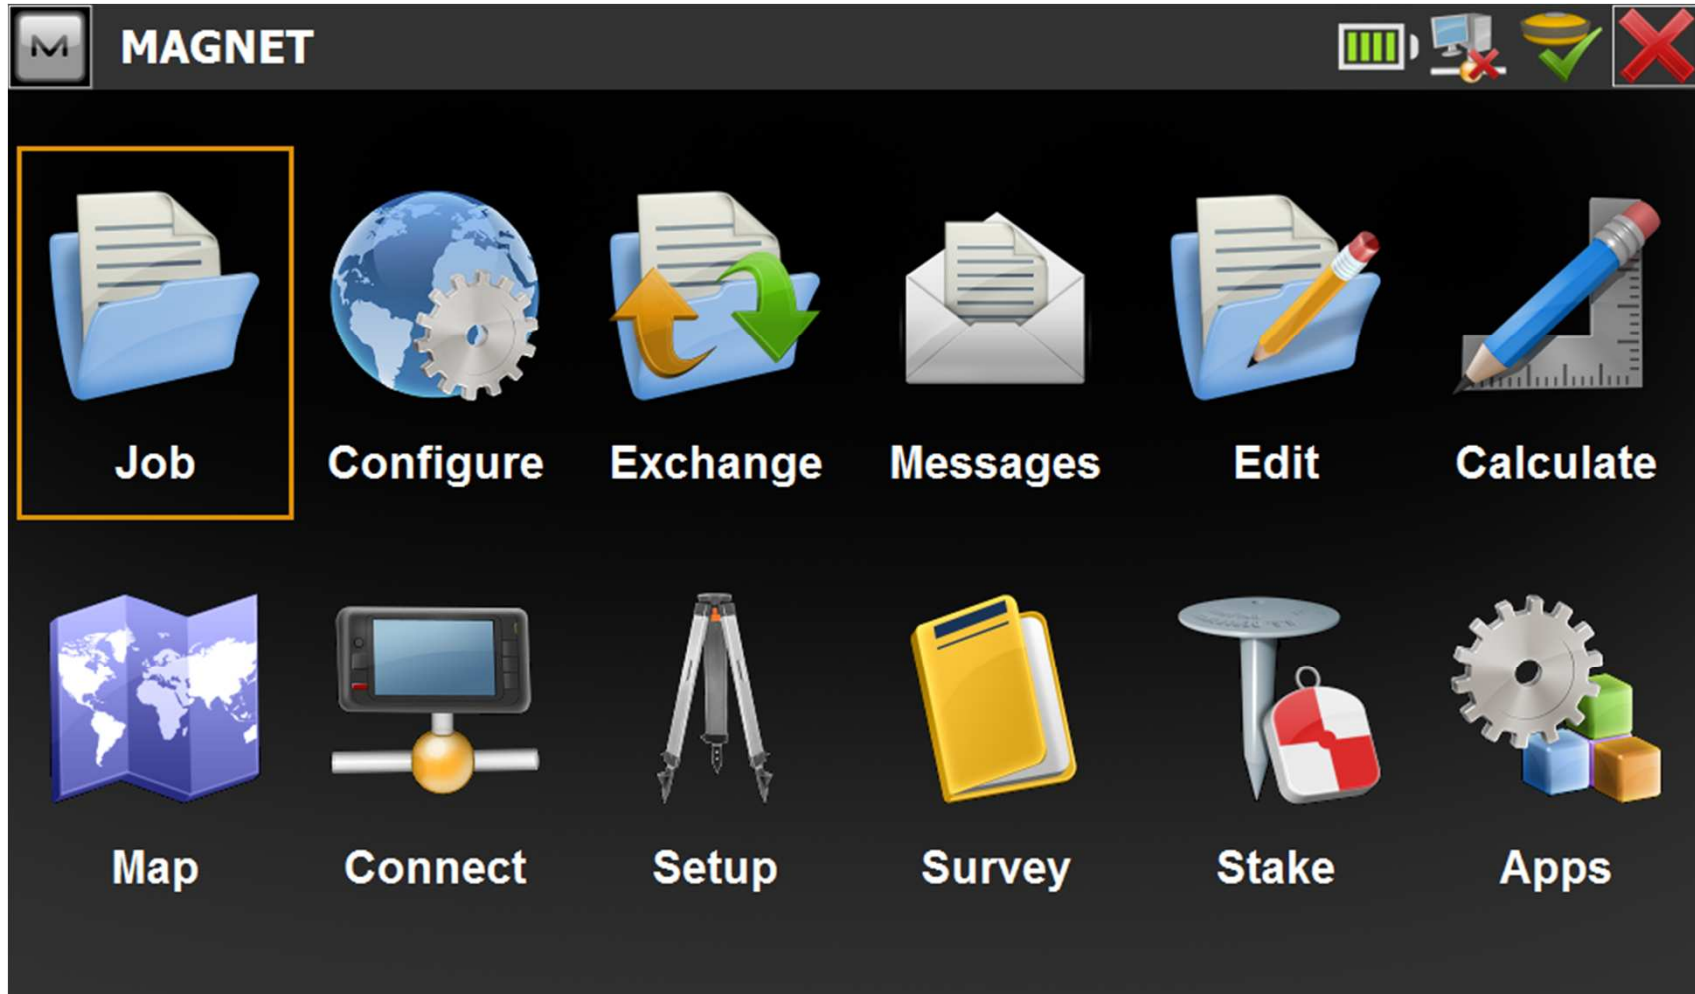 M MAGNET
Job Configure Exchange Messages Edit Calculate
Map Connect Setup Survey Stake Apps